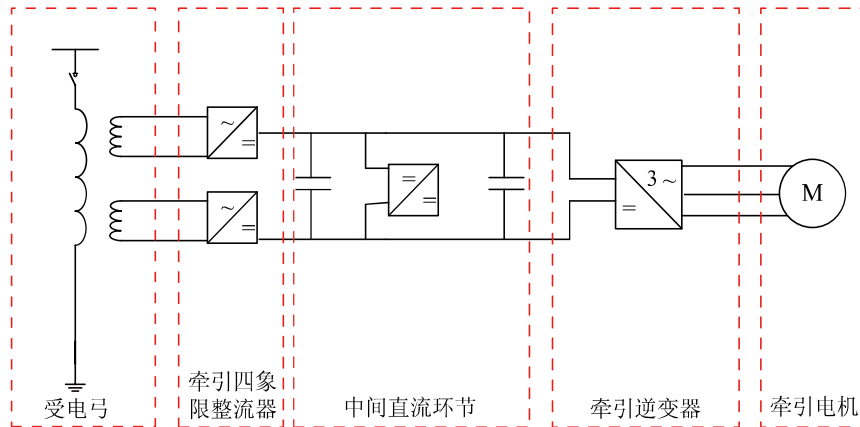 ~
=
~
=
=
=
3 ~
=
M
受电弓
牵引四象
限整流器
中间直流环节
牵引逆变器
牵引电机